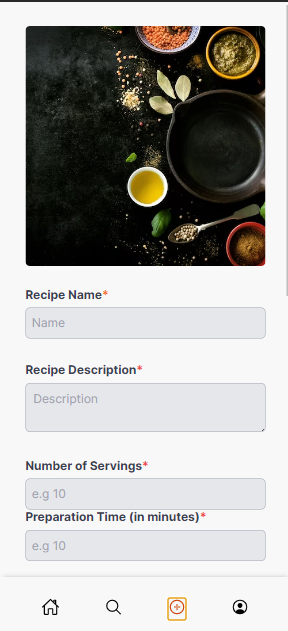 Recipe Name*
Name
Recipe Description*
Description
Number of Servings*
e.g 10
Preparation Time (in minutes)*
e.g 10